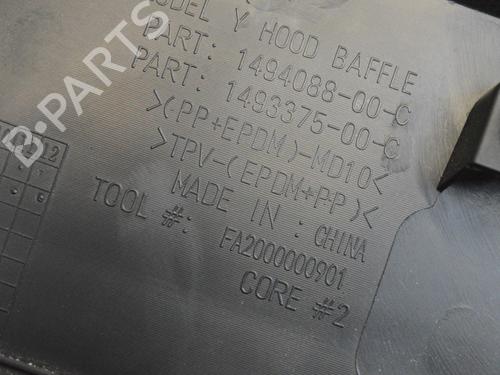 MODEL Y HOOD BAFFLE
PART: 1494088-00-C
PART: 1493375-00-C
>(PP+EPDM)-MD10<
>TPV-(EPDM+PP)<
MADE IN: CHINA
TOOL #: FA2000000901
CORE #2
B-PARTS